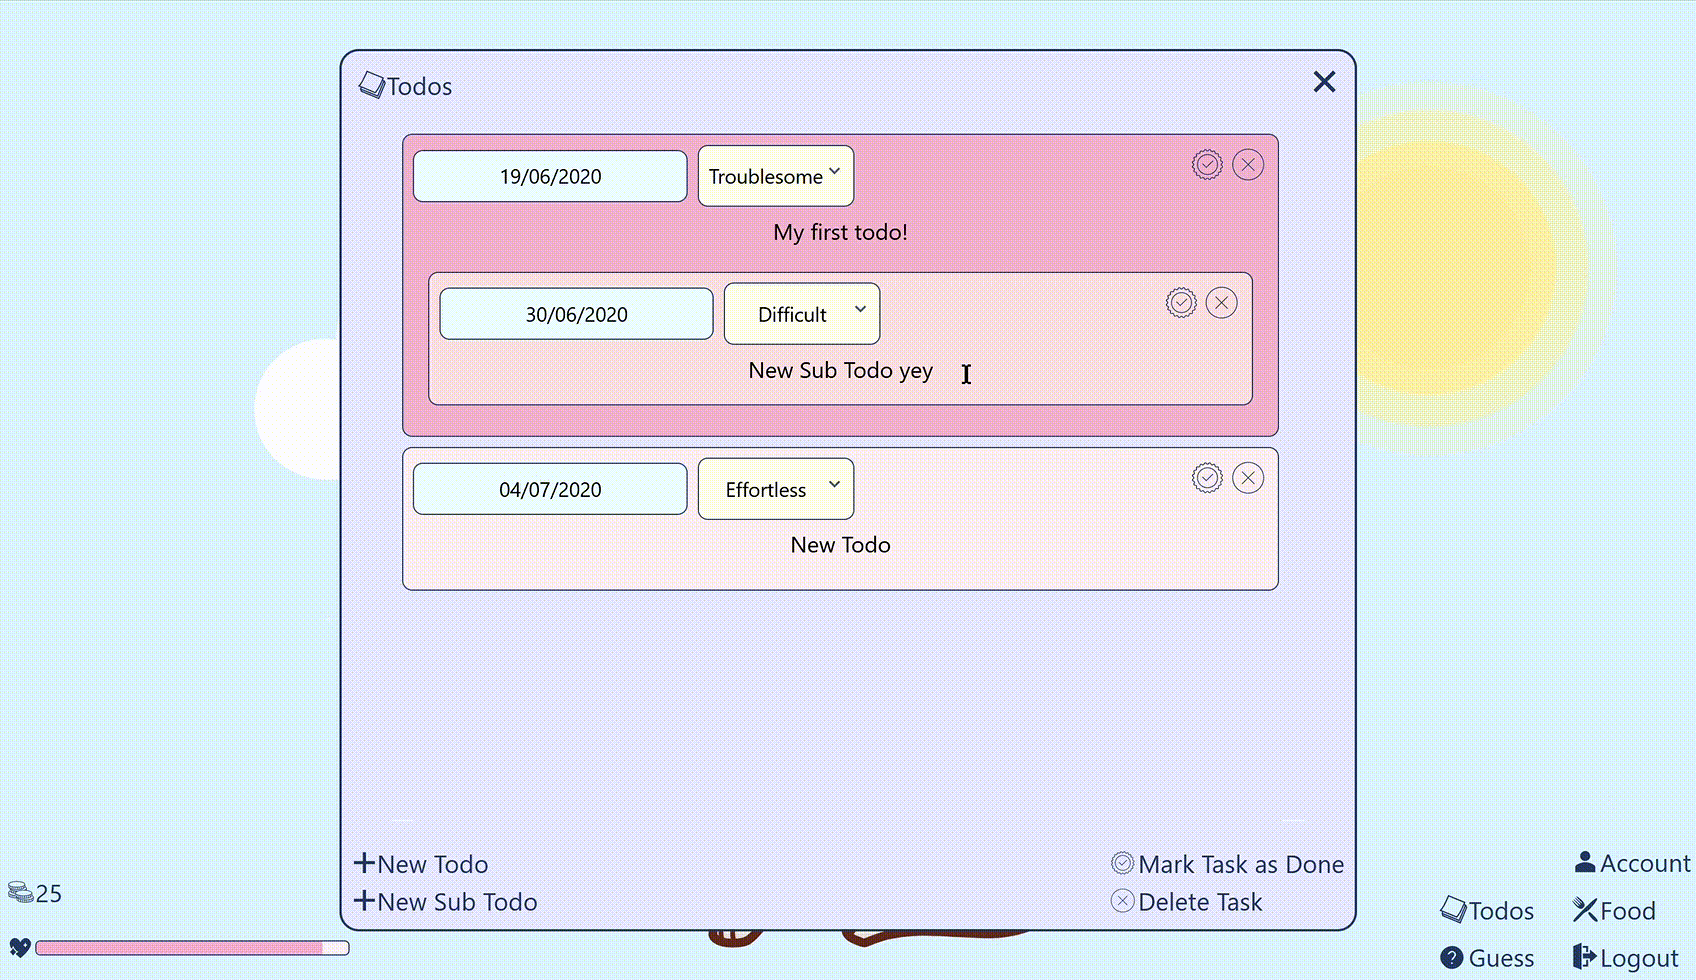 Todos
19/06/2020 Troublesome
My first todo!
30/06/2020 Difficult
New Sub Todo yey
04/07/2020 Effortless
New Todo
New Todo
New Sub Todo
Mark Task as Done
Delete Task
25
Account
Todos Food
Guess Logout